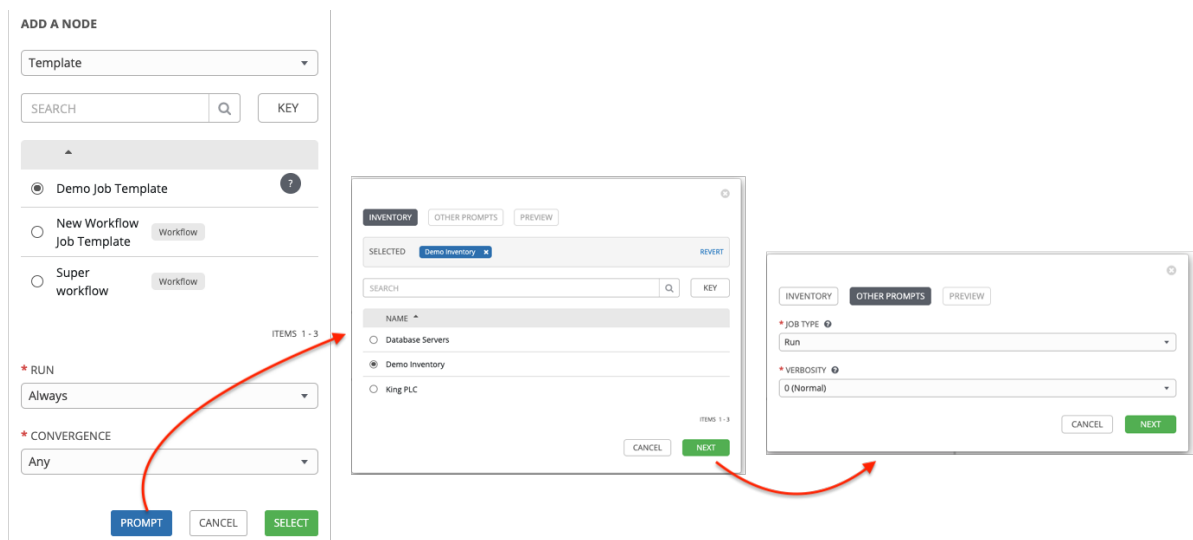 ADD A NODE
Template
SEARCH
KEY
Demo Job Template
?
New Workflow
Job Template
Workflow
Super
workflow
Workflow
ITEMS 1 - 3
* RUN
Always
* CONVERGENCE
Any
PROMPT
CANCEL
SELECT
INVENTORY
OTHER PROMPTS
PREVIEW
SELECTED
Demo Inventory
REVERT
SEARCH
KEY
NAME
Database Servers
Demo Inventory
King PLC
ITEMS 1 - 3
CANCEL
NEXT
INVENTORY
OTHER PROMPTS
PREVIEW
* JOB TYPE ?
Run
* VERBOSITY ?
0 (Normal)
CANCEL
NEXT